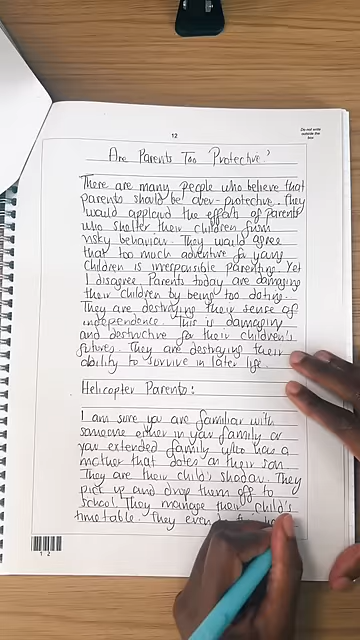 Do not write
outside the
box
12
Are Parents Too Protective?
There are many people who believe that
parents should be over-protective. They
would applaud the efforts of parents
who shelter their children from
risky behaviour. They would agree
that too much adventure for young
children is irresponsible parenting. Yet
I disagree. Parents today are damaging
their children by being too doting.
They are destroying their sense of
independence. This is damaging
and destructive for their children's
futures. They are destroying their
ability to survive in later life.
Helicopter Parents:
I am sure you are familiar with
someone either in your family or
your extended family who has a
mother that dotes on their son.
They are their child's shadow. They
pick up and drop them off to
school. They manage their child's
timetable. They even
1 2